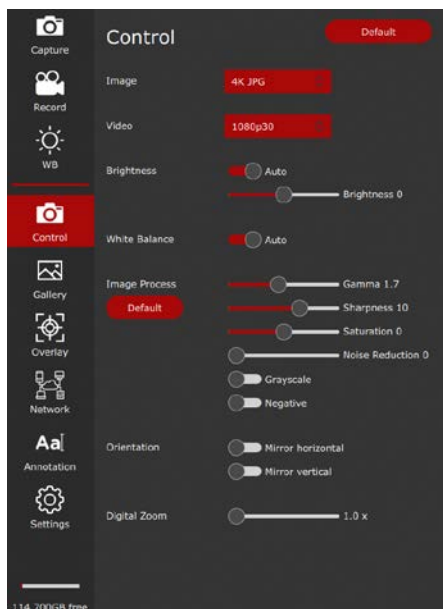 Capture
Record
WB
Control
Gallery
Overlay
Network
Aa
Annotation
Settings
114.700GB free
Control
Default
Image
4K JPG
Video
1080p30
Brightness
Auto
Brightness 0
White Balance
Auto
Image Process
Default
Gamma 1.7
Sharpness 10
Saturation 0
Noise Reduction 0
Grayscale
Negative
Orientation
Mirror horizontal
Mirror vertical
Digital Zoom
1.0 x